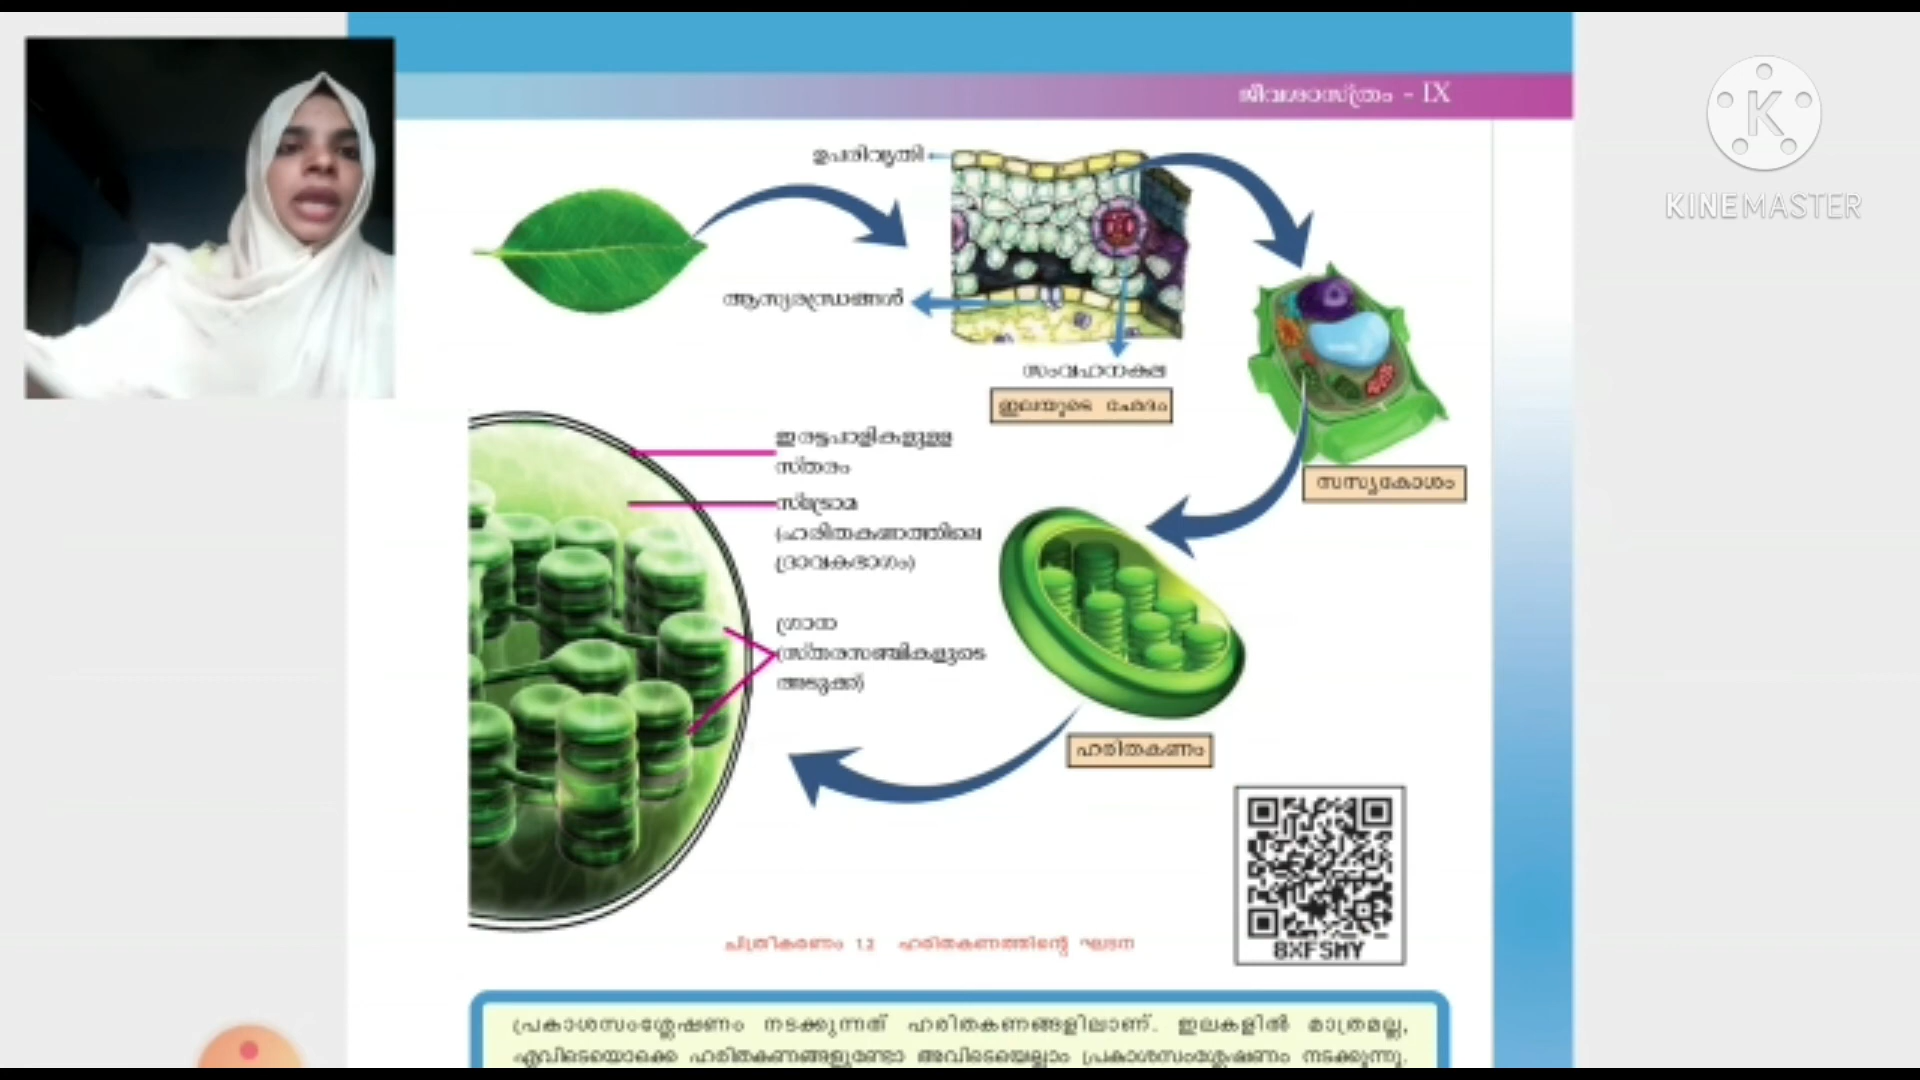 ജീവശാസ്ത്രം - IX
KINEMASTER
ഉപരിവൃതി
ആസ്യരന്ധ്രങ്ങൾ
സംവഹനകല
ഇലയുടെ ഛേദം
സസ്യകോശം
ഇരട്ടപാളികളുള്ള
സ്തരം
സ്ട്രോമ
(ഹരിതകണത്തിലെ
ദ്രാവകഭാഗം)
ഗ്രാന
(സ്തരസഞ്ചികളുടെ
അടുക്ക്)
ഹരിതകണം
8XF5MY
ചിത്രീകരണം 1.2 ഹരിതകണത്തിന്റെ ഘടന
പ്രകാശസംശ്ലേഷണം നടക്കുന്നത് ഹരിതകണങ്ങളിലാണ്. ഇലകളിൽ മാത്രമല്ല,
എവിടെയൊക്കെ ഹരിതകണങ്ങളുണ്ടോ അവിടെയെല്ലാം പ്രകാശസംശ്ലേഷണം നടക്കുന്നു.